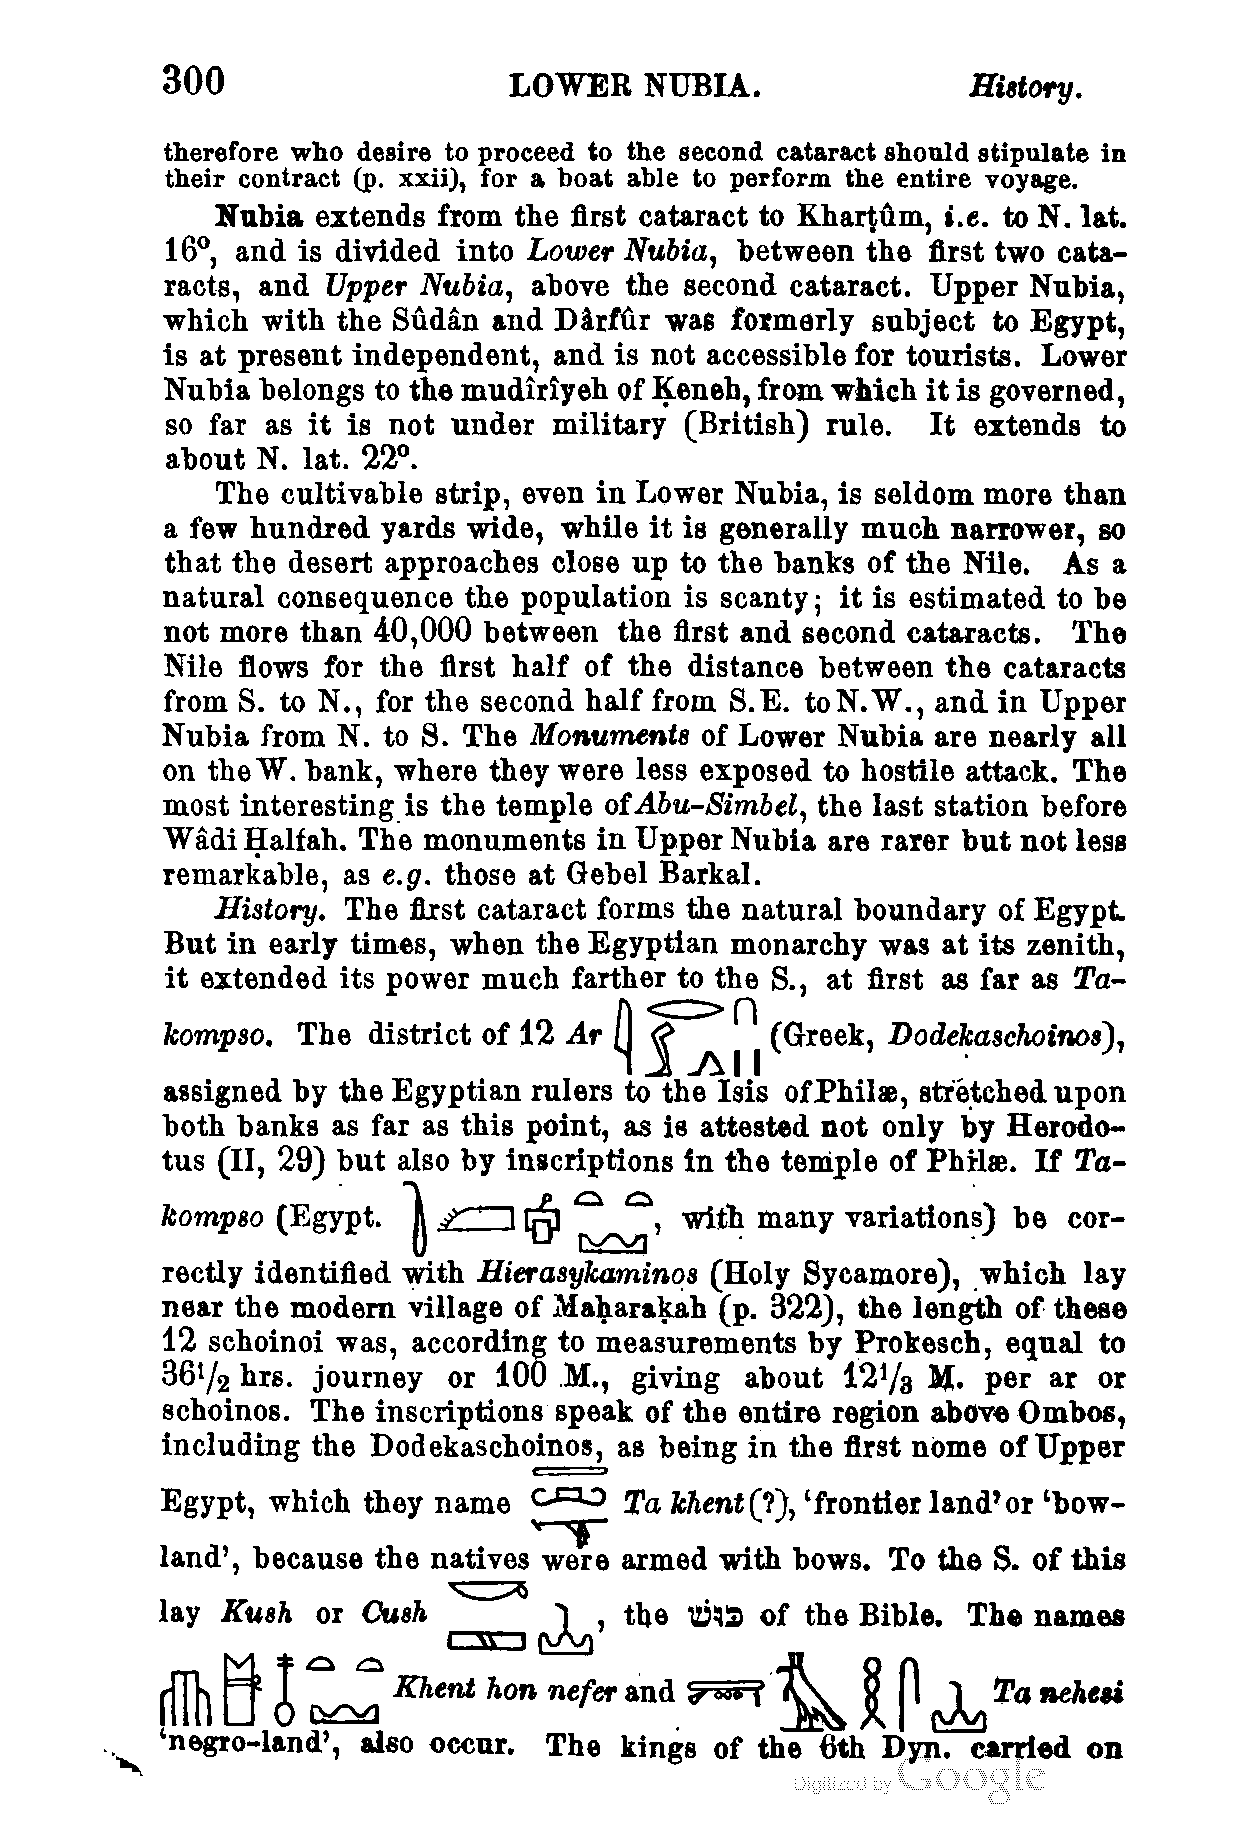 300 LOWER NUBIA. History.
therefore who desire to proceed to the second cataract should stipulate in
their contract (p. xxii), for a boat able to perform the entire voyage.
Nubia extends from the first cataract to Kharṭûm, i.e. to N. lat.
16°, and is divided into Lower Nubia, between the first two cata-
racts, and Upper Nubia, above the second cataract. Upper Nubia,
which with the Sûdân and Dârfûr was formerly subject to Egypt,
is at present independent, and is not accessible for tourists. Lower
Nubia belongs to the mudîrîyeh of Ḳeneh, from which it is governed,
so far as it is not under military (British) rule. It extends to
about N. lat. 22°.
The cultivable strip, even in Lower Nubia, is seldom more than
a few hundred yards wide, while it is generally much narrower, so
that the desert approaches close up to the banks of the Nile. As a
natural consequence the population is scanty; it is estimated to be
not more than 40,000 between the first and second cataracts. The
Nile flows for the first half of the distance between the cataracts
from S. to N., for the second half from S.E. to N.W., and in Upper
Nubia from N. to S. The Monuments of Lower Nubia are nearly all
on the W. bank, where they were less exposed to hostile attack. The
most interesting is the temple of Abu-Simbel, the last station before
Wâdi Ḥalfah. The monuments in Upper Nubia are rarer but not less
remarkable, as e.g. those at Gebel Barkal.
History. The first cataract forms the natural boundary of Egypt.
But in early times, when the Egyptian monarchy was at its zenith,
it extended its power much farther to the S., at first as far as Ta-
kompso. The district of 12 Ar (Greek, Dodekaschoinos),
assigned by the Egyptian rulers to the Isis of Philæ, stretched upon
both banks as far as this point, as is attested not only by Herodo-
tus (II, 29) but also by inscriptions in the temple of Philæ. If Ta-
kompso (Egypt. , with many variations) be cor-
rectly identified with Hierasykaminos (Holy Sycamore), which lay
near the modern village of Maḥaraḳah (p. 322), the length of these
12 schoinoi was, according to measurements by Prokesch, equal to
36½ hrs. journey or 100 M., giving about 12⅓ M. per ar or
schoinos. The inscriptions speak of the entire region above Ombos,
including the Dodekaschoinos, as being in the first nome of Upper
Egypt, which they name Ta khent (?), ‘frontier land’ or ‘bow-
land’, because the natives were armed with bows. To the S. of this
lay Kush or Cush , the כּוּשׁ of the Bible. The names
Khent hon nefer and Ta nehesi
‘negro-land’, also occur. The kings of the 6th Dyn. carried on
Digitized by Google